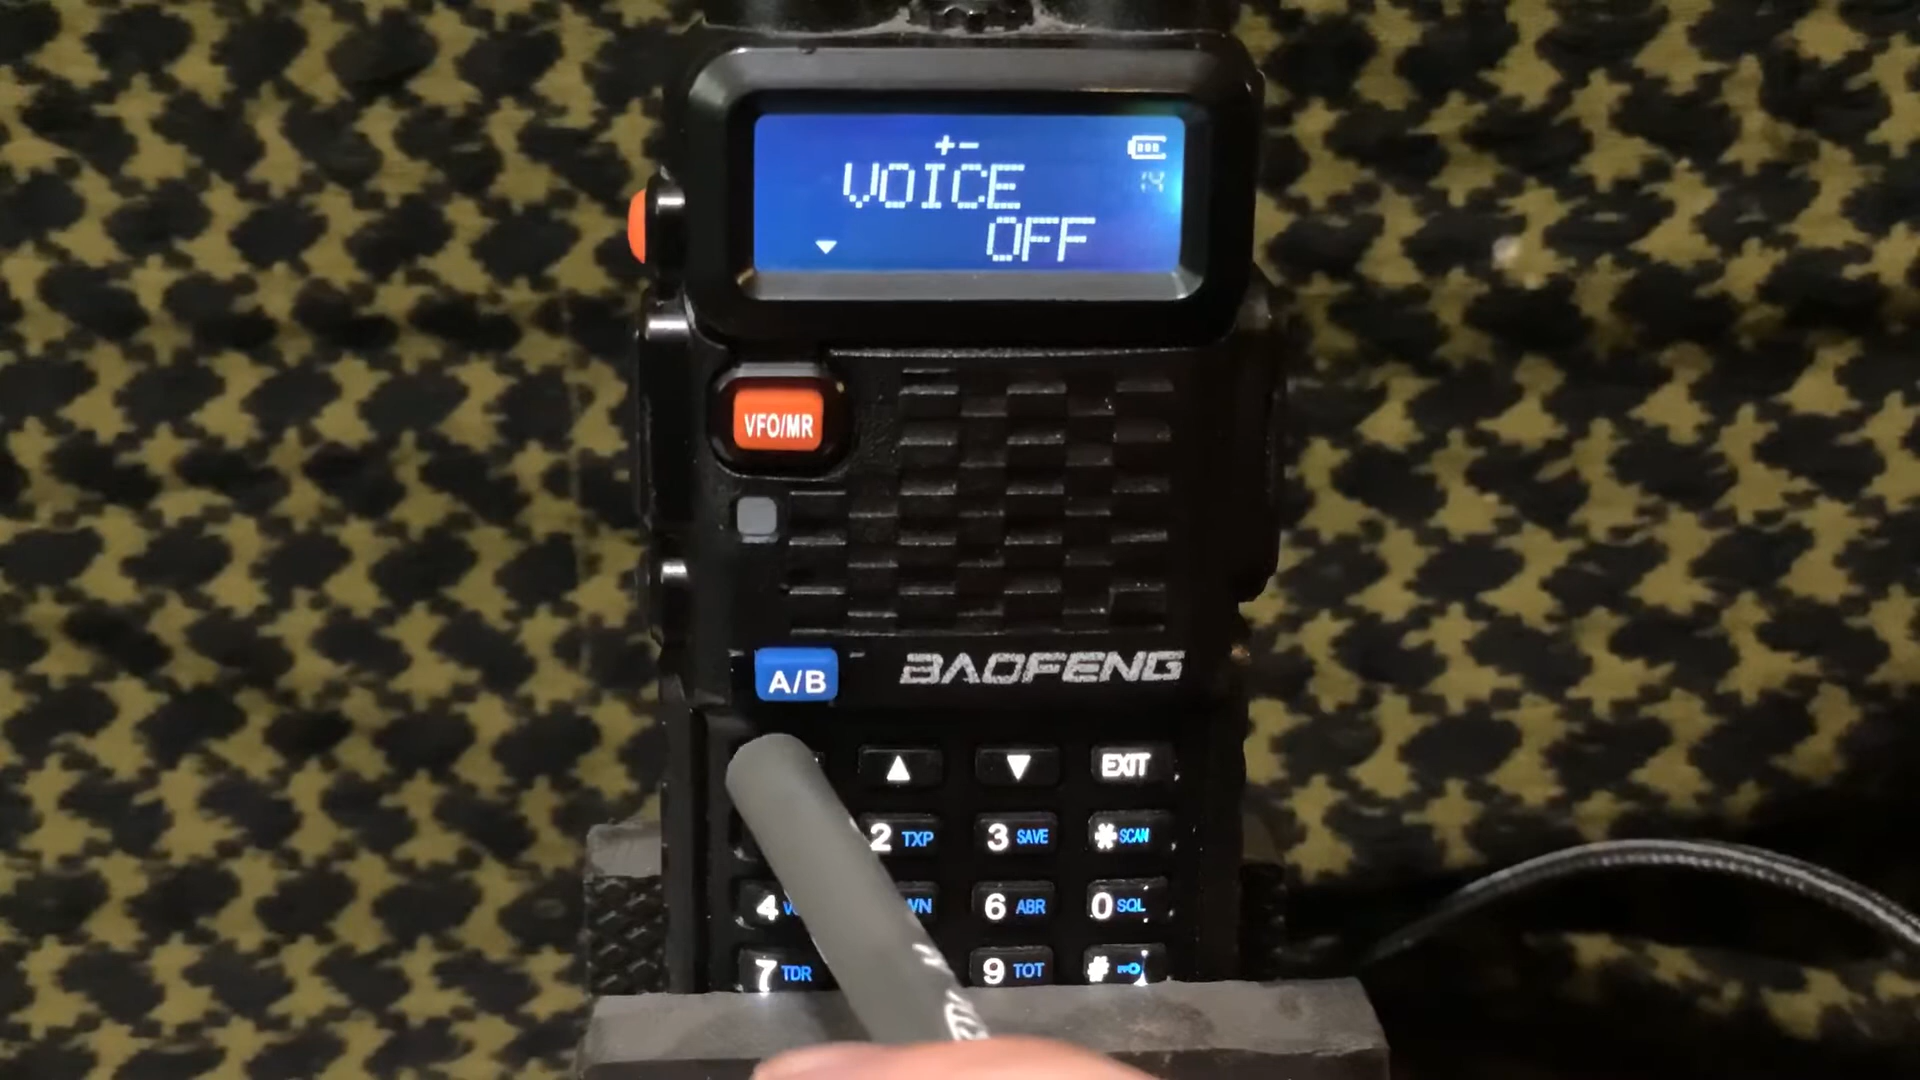 +-
VOICE 14
OFF
VFO/MR
A/B BAOFENG
▲ ▼ EXIT
2 TXP 3 SAVE * SCAN
4 6 ABR 0 SQL
7 TDR 9 TOT #